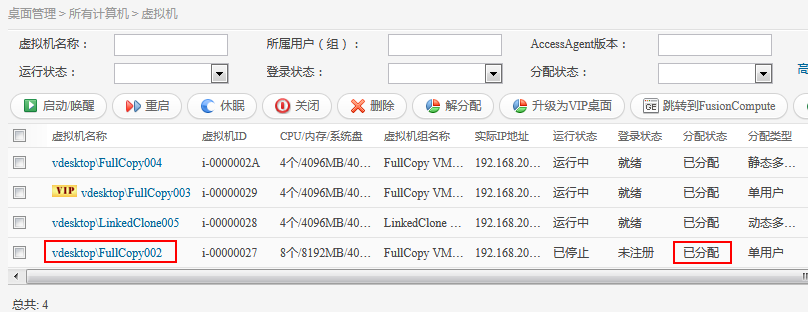 桌面管理 > 所有计算机 > 虚拟机
虚拟机名称： 所属用户（组）： AccessAgent版本：
运行状态： 登录状态： 分配状态： 高
启动/唤醒 重启 休眠 关闭 删除 解分配 升级为VIP桌面 GE 跳转到FusionCompute
虚拟机名称 虚拟机ID CPU/内存/系统盘 虚拟机组名称 实际IP地址 运行状态 登录状态 分配状态 分配类型
vdesktop\FullCopy004 i-0000002A 4个/4096MB/40... FullCopy VM... 192.168.20... 运行中 就绪 已分配 静态多...
VIP vdesktop\FullCopy003 i-00000029 4个/4096MB/40... FullCopy VM... 192.168.20... 运行中 就绪 已分配 单用户
vdesktop\LinkedClone005 i-00000028 4个/4096MB/40... LinkedClone ... 192.168.20... 运行中 就绪 已分配 动态多...
vdesktop\FullCopy002 i-00000027 8个/8192MB/40... FullCopy VM... 192.168.20... 已停止 未注册 已分配 单用户
总共: 4